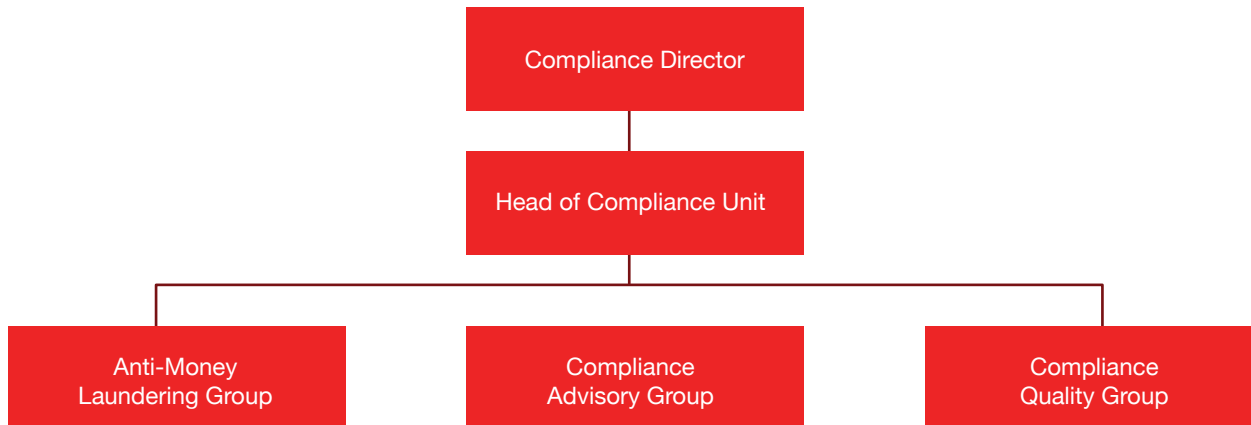 Compliance Director
Head of Compliance Unit
Anti-Money
Laundering Group
Compliance
Advisory Group
Compliance
Quality Group